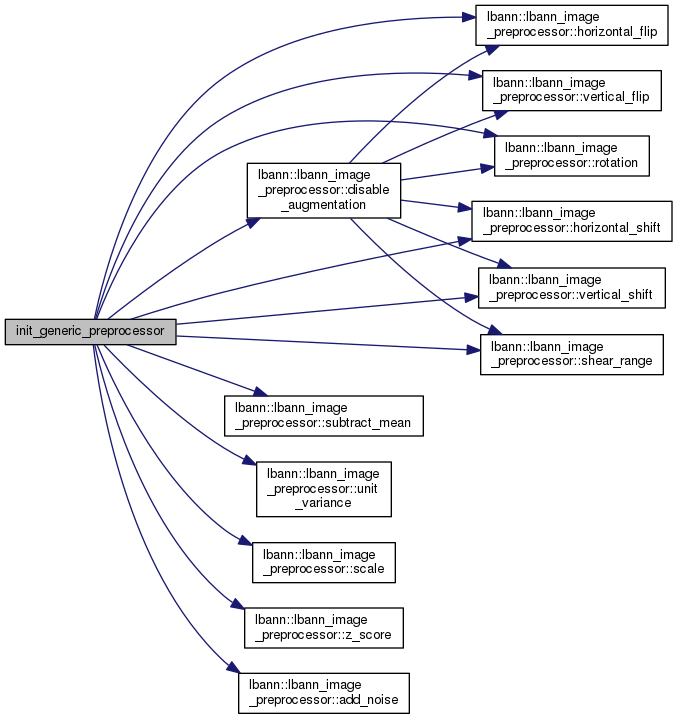 lbann::lbann_image
_preprocessor::horizontal_flip
lbann::lbann_image
_preprocessor::vertical_flip
lbann::lbann_image
_preprocessor::rotation
lbann::lbann_image
_preprocessor::disable
_augmentation
lbann::lbann_image
_preprocessor::horizontal_shift
lbann::lbann_image
_preprocessor::vertical_shift
init_generic_preprocessor
lbann::lbann_image
_preprocessor::shear_range
lbann::lbann_image
_preprocessor::subtract_mean
lbann::lbann_image
_preprocessor::unit
_variance
lbann::lbann_image
_preprocessor::scale
lbann::lbann_image
_preprocessor::z_score
lbann::lbann_image
_preprocessor::add_noise